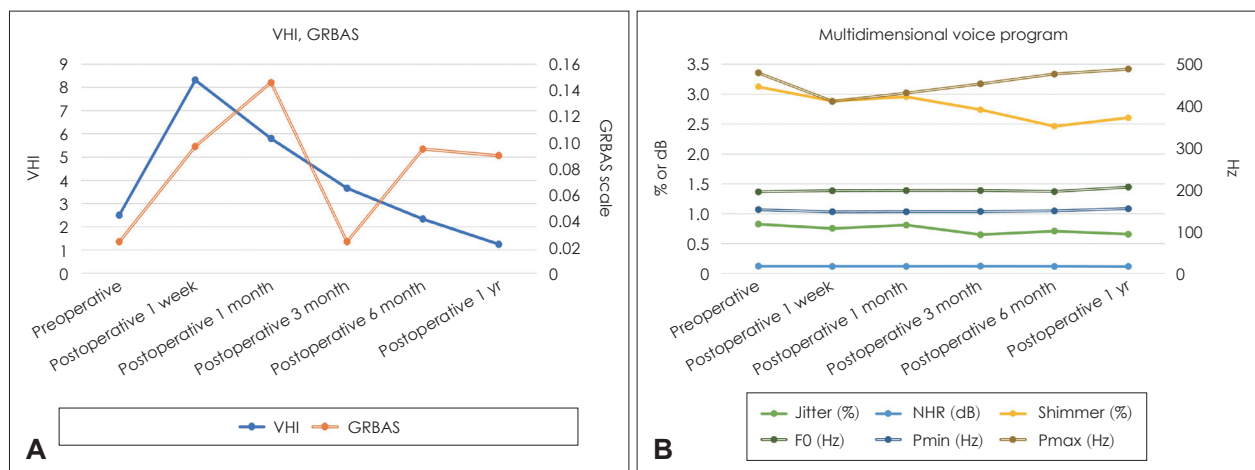 VHI, GRBAS
9
8
7
6
5
4
3
2
1
0
VHI
0.16
0.14
0.12
0.10
0.08
0.06
0.04
0.02
0
GRBAS scale
Preoperative
Postoperative 1 week
Postoperative 1 month
Postoperative 3 month
Postoperative 6 month
Postoperative 1 yr
VHI GRBAS
A
Multidimensional voice program
3.5
3.0
2.5
2.0
1.5
1.0
0.5
0
% or dB
500
400
300
200
100
0
Hz
Preoperative
Postoperative 1 week
Postoperative 1 month
Postoperative 3 month
Postoperative 6 month
Postoperative 1 yr
Jitter (%) NHR (dB) Shimmer (%)
F0 (Hz) Pmin (Hz) Pmax (Hz)
B